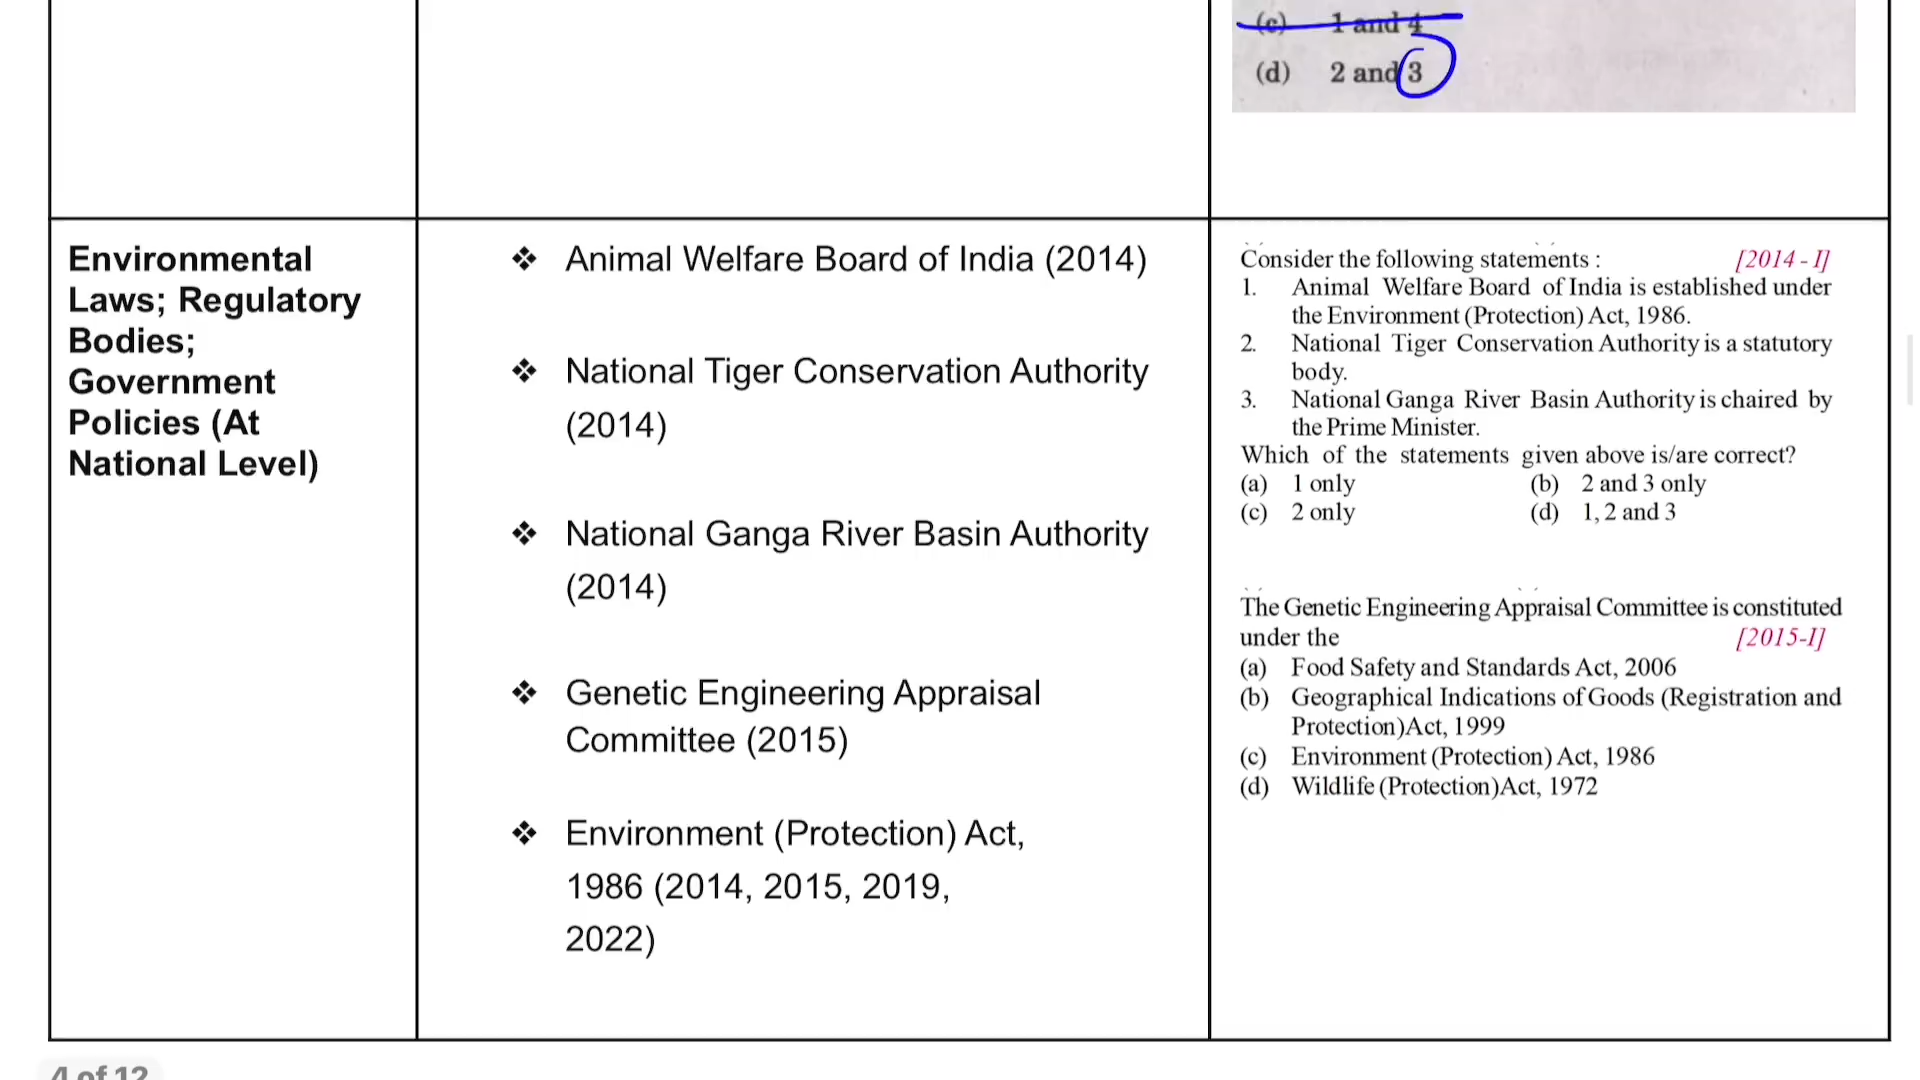 (c) 1 and 4
(d) 2 and 3
Environmental
Laws; Regulatory
Bodies;
Government
Policies (At
National Level)
❖ Animal Welfare Board of India (2014)
❖ National Tiger Conservation Authority
(2014)
❖ National Ganga River Basin Authority
(2014)
❖ Genetic Engineering Appraisal
Committee (2015)
❖ Environment (Protection) Act,
1986 (2014, 2015, 2019,
2022)
Consider the following statements : [2014 - I]
1. Animal Welfare Board of India is established under
the Environment (Protection) Act, 1986.
2. National Tiger Conservation Authority is a statutory
body.
3. National Ganga River Basin Authority is chaired by
the Prime Minister.
Which of the statements given above is/are correct?
(a) 1 only (b) 2 and 3 only
(c) 2 only (d) 1, 2 and 3
The Genetic Engineering Appraisal Committee is constituted
under the [2015-I]
(a) Food Safety and Standards Act, 2006
(b) Geographical Indications of Goods (Registration and
Protection) Act, 1999
(c) Environment (Protection) Act, 1986
(d) Wildlife (Protection) Act, 1972
4 of 12